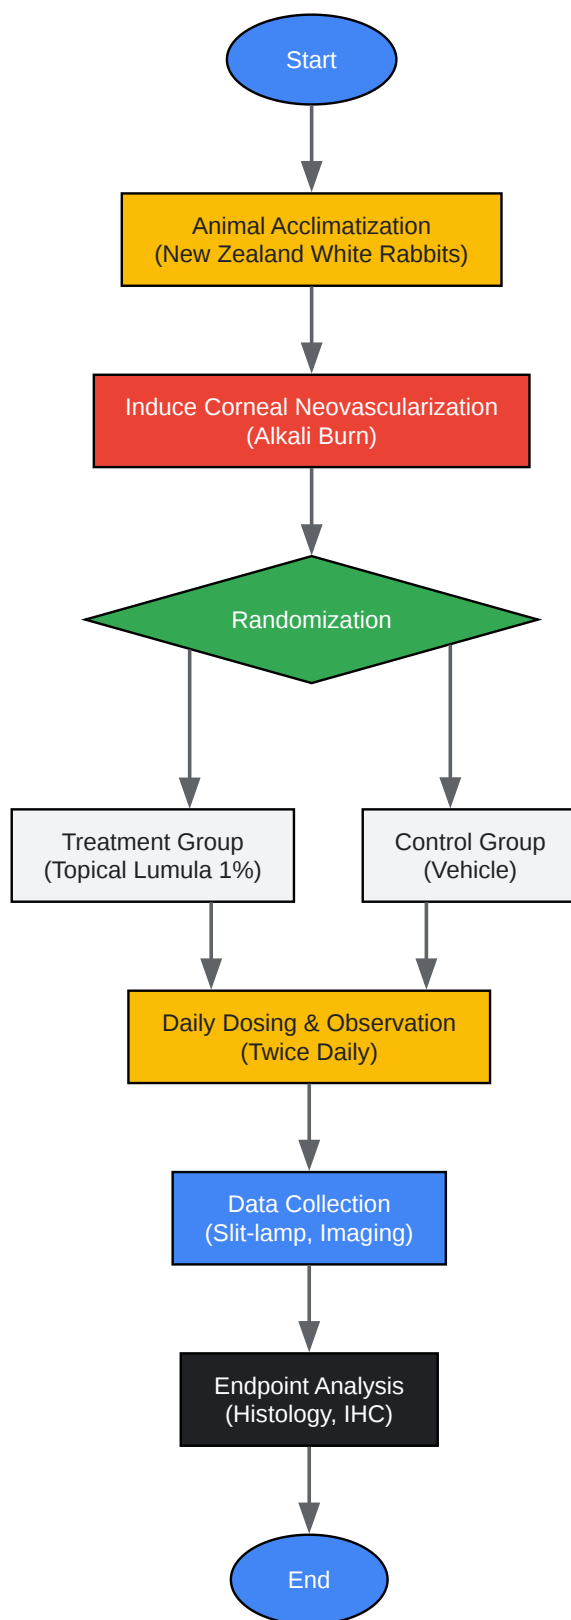 Start
Animal Acclimatization
(New Zealand White Rabbits)
Induce Corneal Neovascularization
(Alkali Burn)
Randomization
Treatment Group
(Topical Lumula 1%)
Control Group
(Vehicle)
Daily Dosing & Observation
(Twice Daily)
Data Collection
(Slit-lamp, Imaging)
Endpoint Analysis
(Histology, IHC)
End